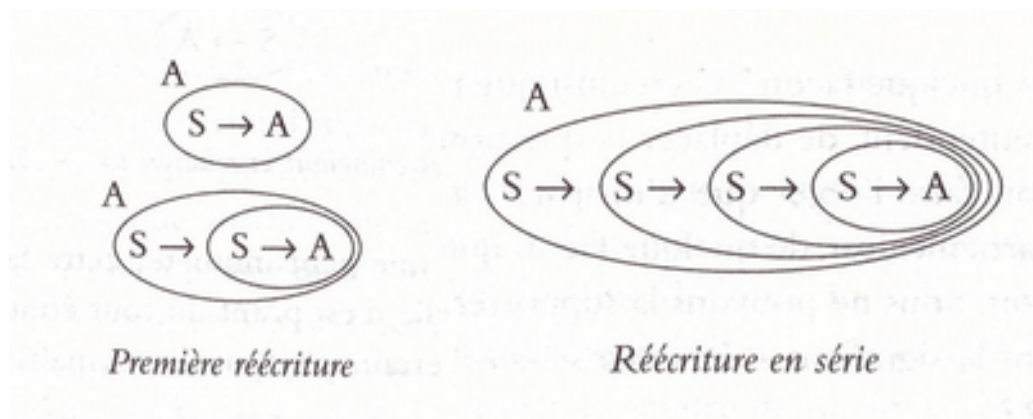 A
S → A
A
S → S → A
Première réécriture
A
S → S → S → S → A
Réécriture en série